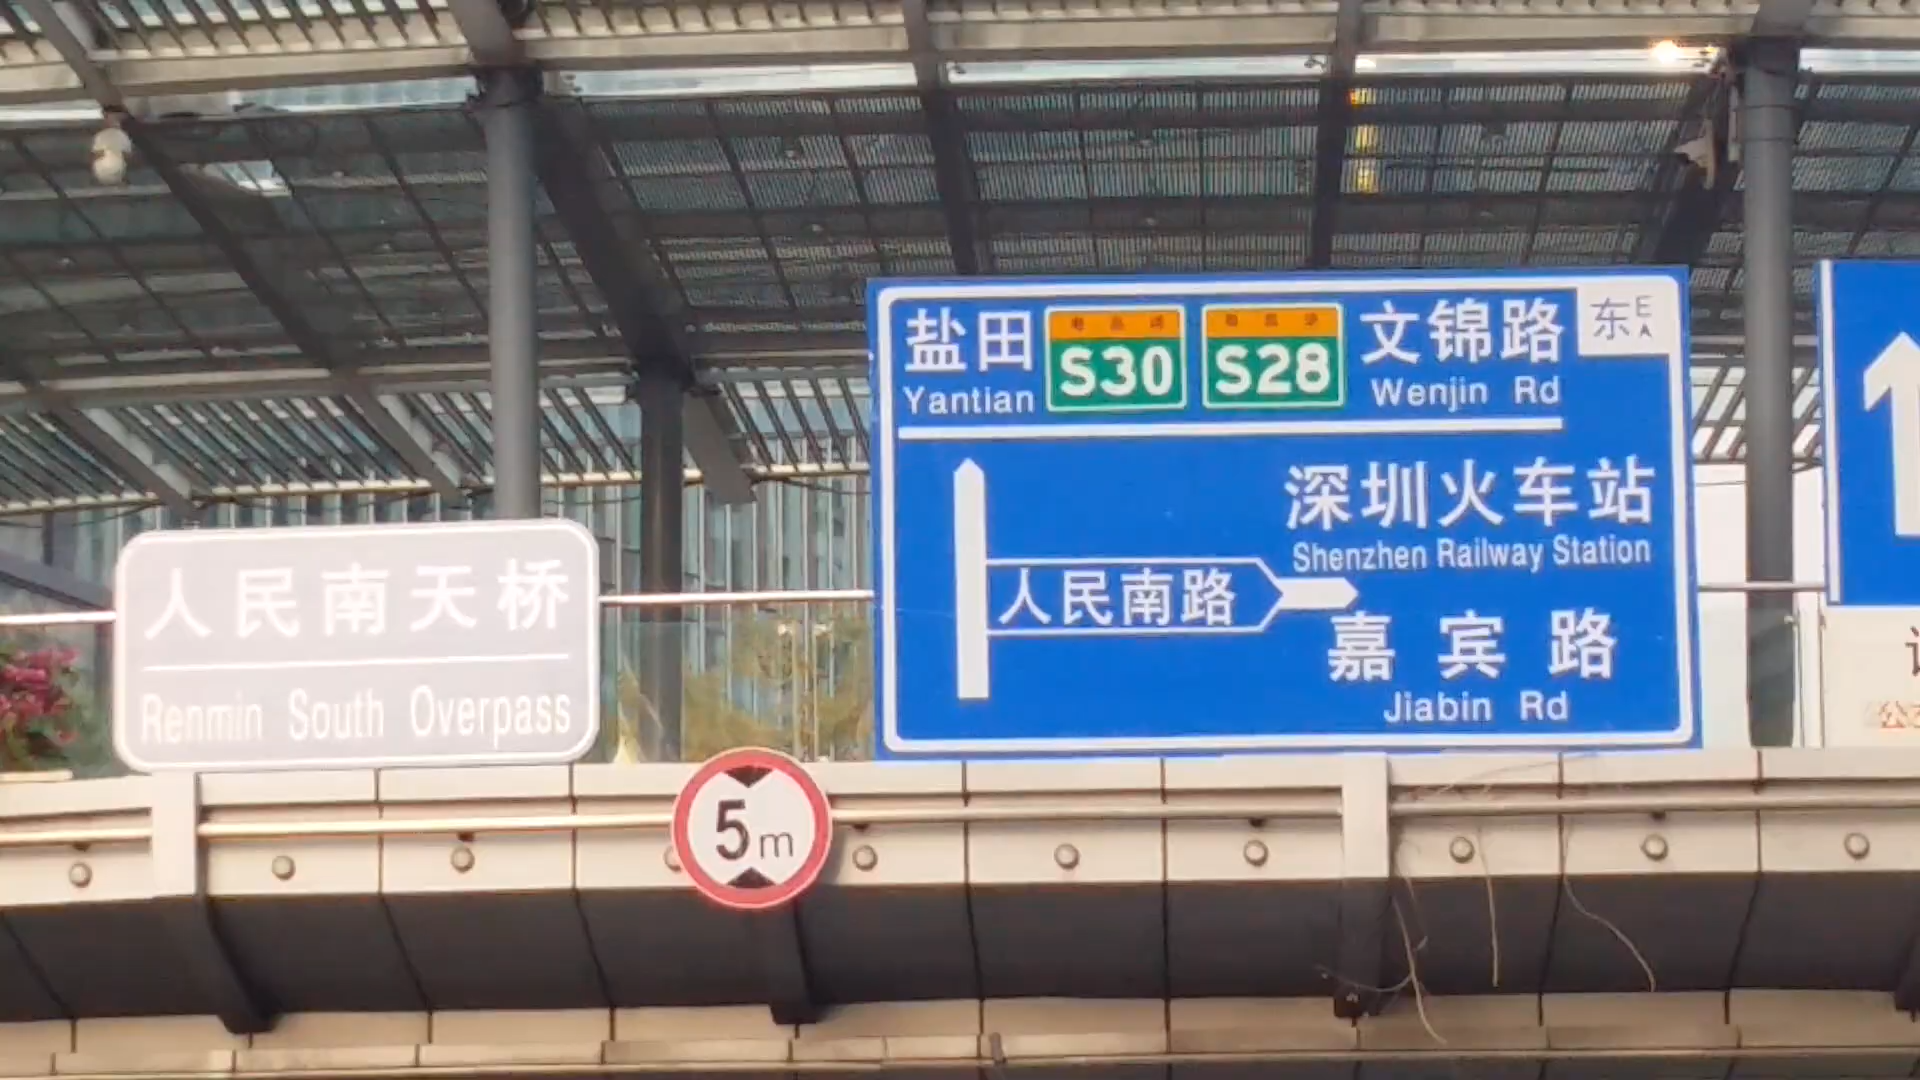 人民南天桥
Renmin South Overpass
5m
盐田 S30 S28 文锦路 东 E
Yantian Wenjin Rd
深圳火车站
Shenzhen Railway Station
人民南路
嘉宾路
Jiabin Rd